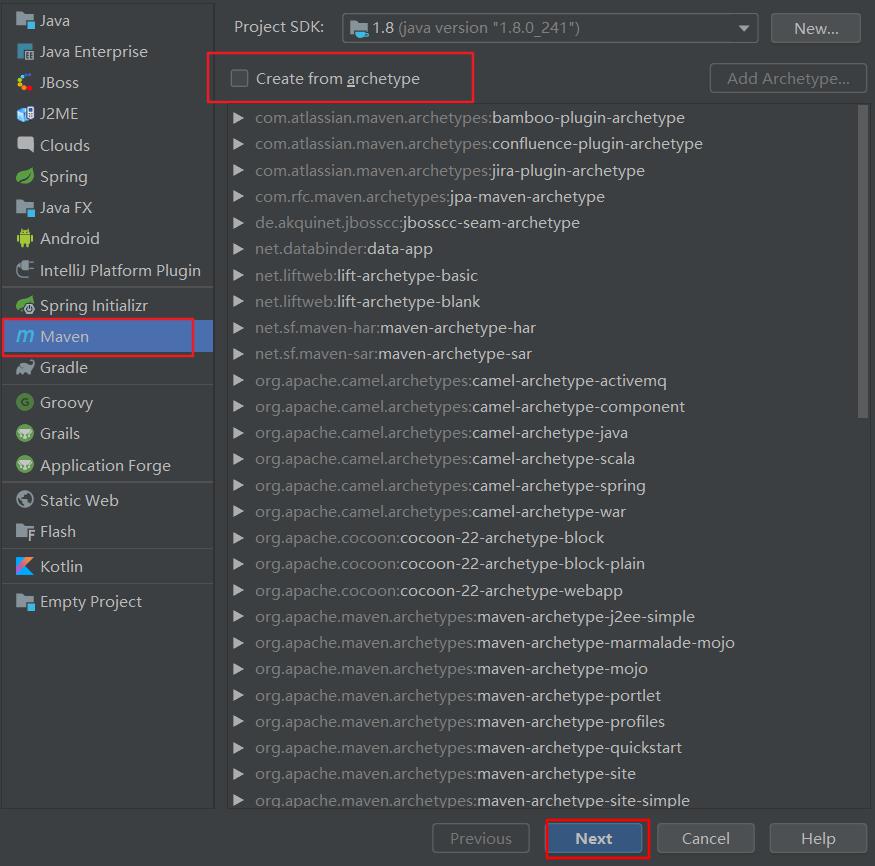 Java
Java Enterprise
JBoss
J2ME
Clouds
Spring
Java FX
Android
IntelliJ Platform Plugin
Spring Initializr
Maven
Gradle
Groovy
Grails
Application Forge
Static Web
Flash
Kotlin
Empty Project
Project SDK: 1.8 (java version "1.8.0_241") New...
Create from archetype Add Archetype...
com.atlassian.maven.archetypes:bamboo-plugin-archetype
com.atlassian.maven.archetypes:confluence-plugin-archetype
com.atlassian.maven.archetypes:jira-plugin-archetype
com.rfc.maven.archetypes:jpa-maven-archetype
de.akquinet.jbosscc:jbosscc-seam-archetype
net.databinder:data-app
net.liftweb:lift-archetype-basic
net.liftweb:lift-archetype-blank
net.sf.maven-har:maven-archetype-har
net.sf.maven-sar:maven-archetype-sar
org.apache.camel.archetypes:camel-archetype-activemq
org.apache.camel.archetypes:camel-archetype-component
org.apache.camel.archetypes:camel-archetype-java
org.apache.camel.archetypes:camel-archetype-scala
org.apache.camel.archetypes:camel-archetype-spring
org.apache.camel.archetypes:camel-archetype-war
org.apache.cocoon:cocoon-22-archetype-block
org.apache.cocoon:cocoon-22-archetype-block-plain
org.apache.cocoon:cocoon-22-archetype-webapp
org.apache.maven.archetypes:maven-archetype-j2ee-simple
org.apache.maven.archetypes:maven-archetype-marmalade-mojo
org.apache.maven.archetypes:maven-archetype-mojo
org.apache.maven.archetypes:maven-archetype-portlet
org.apache.maven.archetypes:maven-archetype-profiles
org.apache.maven.archetypes:maven-archetype-quickstart
org.apache.maven.archetypes:maven-archetype-site
org.apache.maven.archetypes:maven-archetype-site-simple
Previous Next Cancel Help